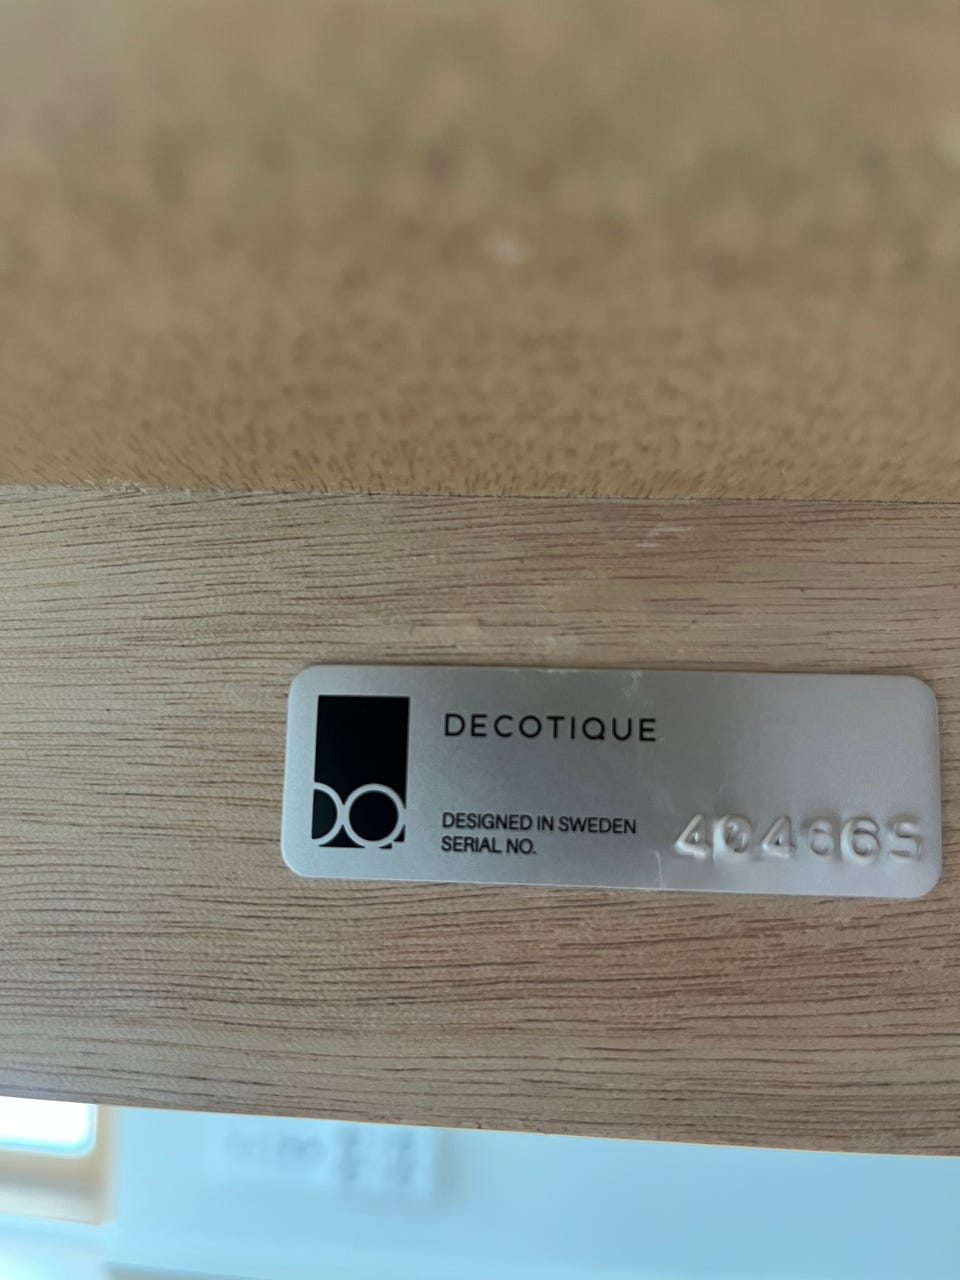 DECOTIQUE
DESIGNED IN SWEDEN
SERIAL NO. 404665